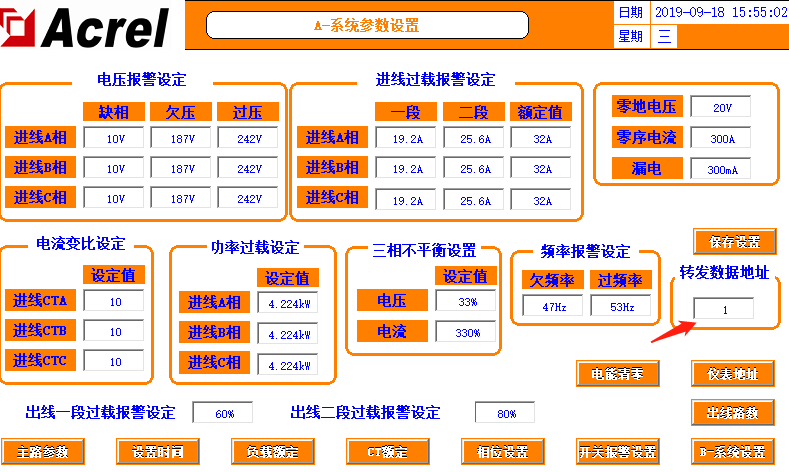 Acrel
A-系统参数设置
日期 2019-09-18 15:55:02
星期 三
电压报警设定
缺相 欠压 过压
进线A相 10V 187V 242V
进线B相 10V 187V 242V
进线C相 10V 187V 242V
进线过载报警设定
一段 二段 额定值
进线A相 19.2A 25.6A 32A
进线B相 19.2A 25.6A 32A
进线C相 19.2A 25.6A 32A
零地电压 20V
零序电流 300A
漏电 300mA
保存设置
电流变比设定
设定值
进线CTA 10
进线CTB 10
进线CTC 10
功率过载设定
设定值
进线A相 4.224kW
进线B相 4.224kW
进线C相 4.224kW
三相不平衡设置
设定值
电压 33%
电流 330%
频率报警设定
欠频率 过频率
47Hz 53Hz
转发数据地址
1
电能清零 仪表地址
出线一段过载报警设定 60% 出线二段过载报警设定 80% 出线路数
主路参数 设置时间 负载额定 CT额定 相位设置 开关报警设置 B-系统设置